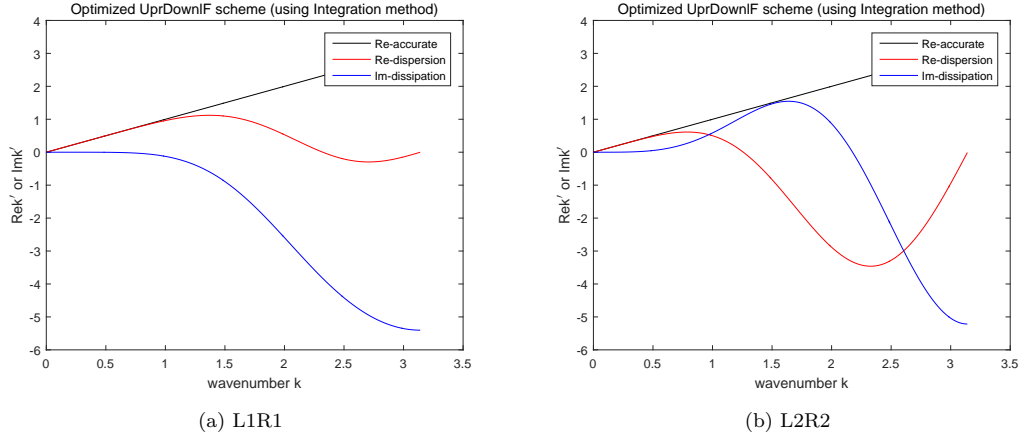 Optimized UprDownIF scheme (using Integration method)
4
3
2
1
0
-1
-2
-3
-4
-5
-6
Rek′ or Imk′
Re-accurate
Re-dispersion
Im-dissipation
0 0.5 1 1.5 2 2.5 3 3.5
wavenumber k
(a) L1R1
Optimized UprDownIF scheme (using Integration method)
4
3
2
1
0
-1
-2
-3
-4
-5
-6
Rek′ or Imk′
Re-accurate
Re-dispersion
Im-dissipation
0 0.5 1 1.5 2 2.5 3 3.5
wavenumber k
(b) L2R2